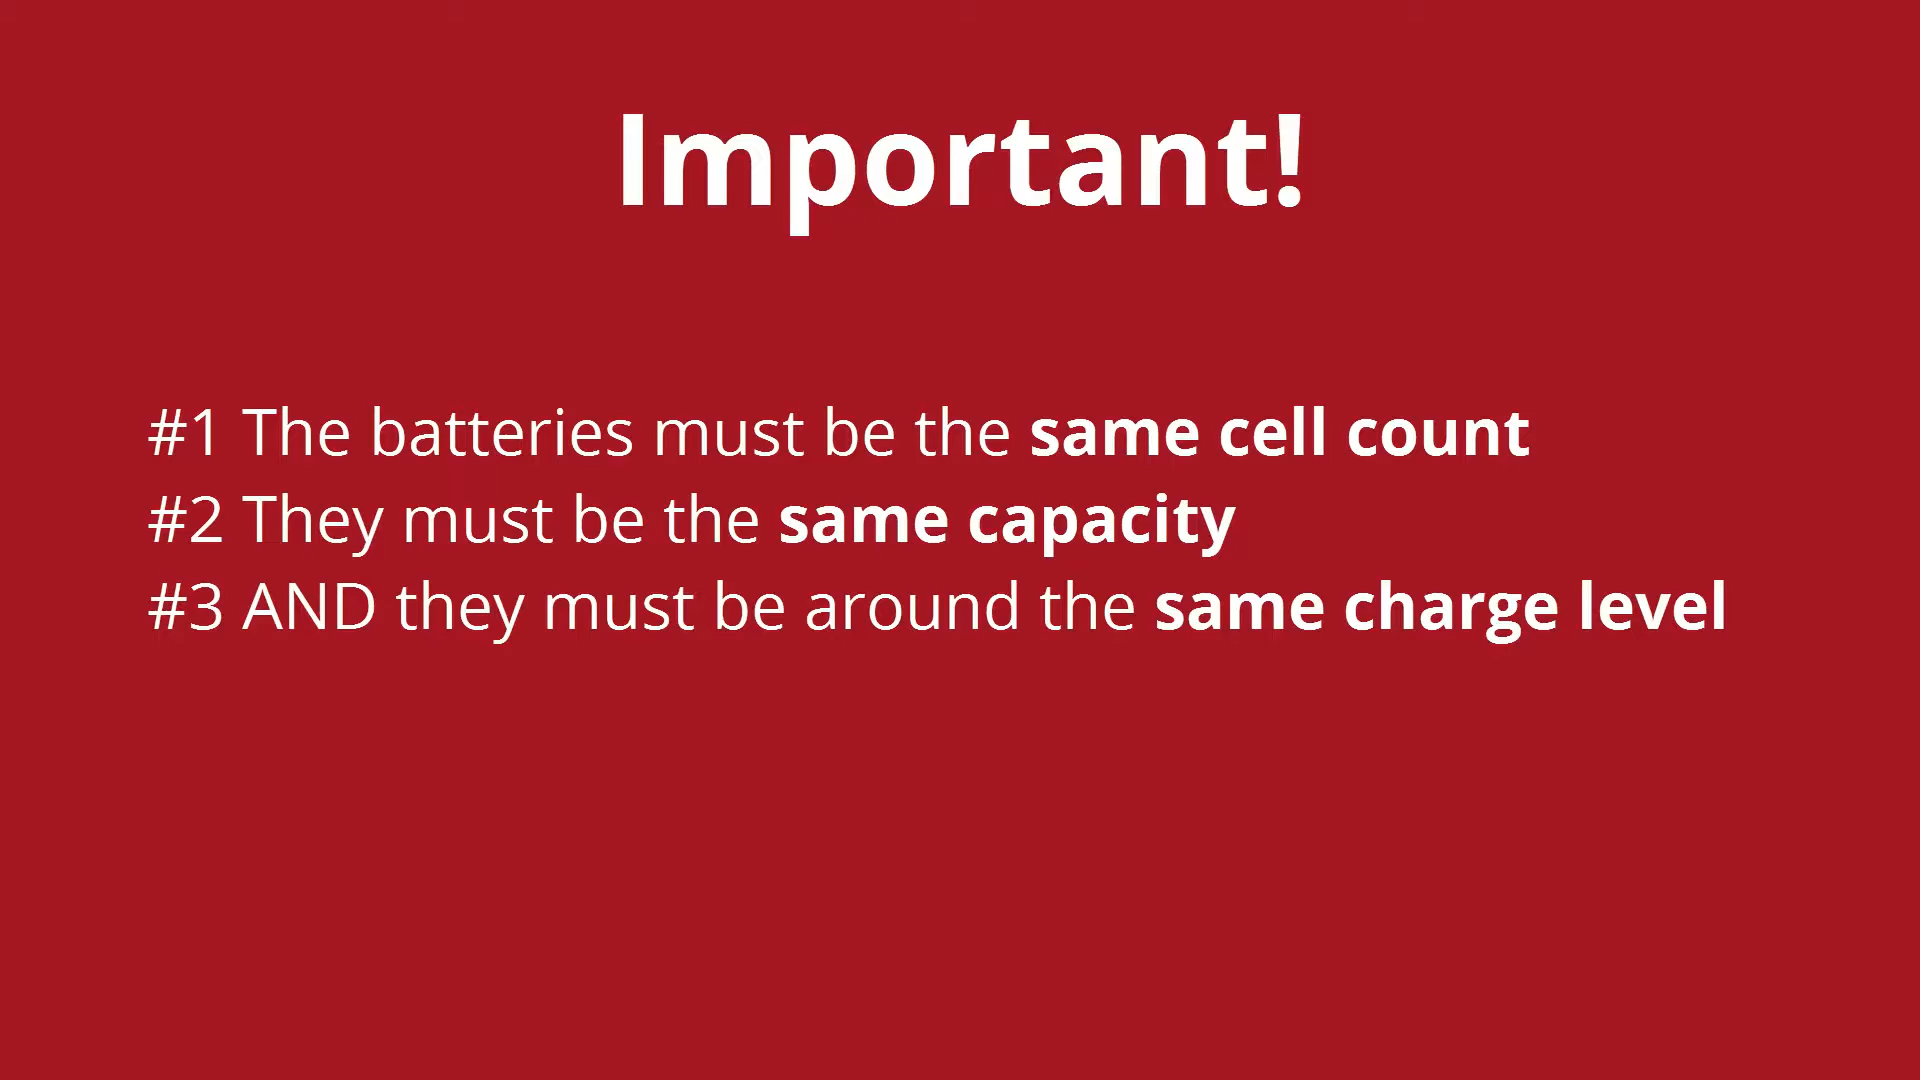 Important!
#1 The batteries must be the same cell count
#2 They must be the same capacity
#3 AND they must be around the same charge level